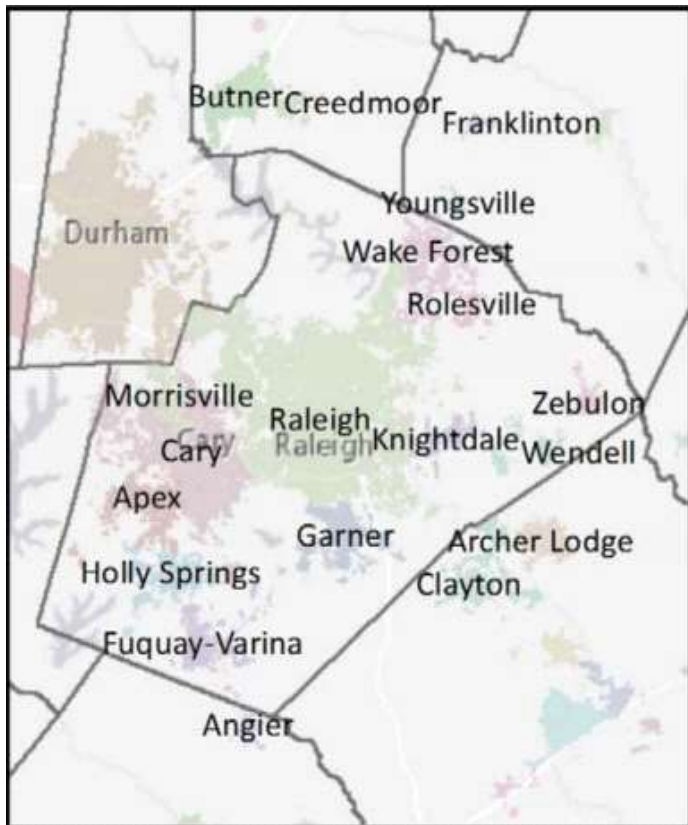 Butner
Creedmoor
Franklinton
Youngsville
Durham
Wake Forest
Rolesville
Morrisville
Zebulon
Raleigh
Cary
Knightdale
Raleigh
Cary
Wendell
Apex
Garner
Archer Lodge
Holly Springs
Clayton
Fuquay-Varina
Angier